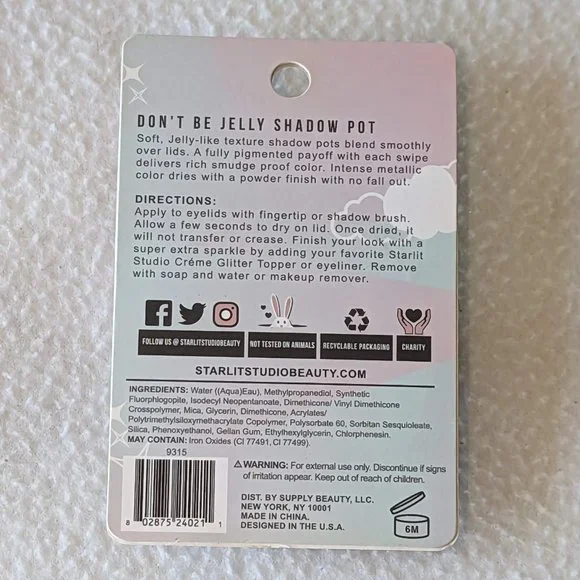 DON'T BE JELLY SHADOW POT
Soft, Jelly-like texture shadow pots blend smoothly
over lids. A fully pigmented payoff with each swipe
delivers rich smudge proof color. Intense metallic
color dries with a powder finish with no fall out.
DIRECTIONS:
Apply to eyelids with fingertip or shadow brush.
Allow a few seconds to dry on lid. Once dried, it
will not transfer or crease. Finish your look with a
super extra sparkle by adding your favorite Starlit
Studio Créme Glitter Topper or eyeliner. Remove
with soap and water or makeup remover.
FOLLOW US @ STARLITSTUDIOBEAUTY
NOT TESTED ON ANIMALS
RECYCLABLE PACKAGING
CHARITY
STARLITSTUDIOBEAUTY.COM
INGREDIENTS: Water ((Aqua)Eau), Methylpropanediol, Synthetic
Fluorphlogopite, Isodecyl Neopentanoate, Dimethicone/ Vinyl Dimethicone
Crosspolymer, Mica, Glycerin, Dimethicone, Acrylates/
Polytrimethylsiloxymethacrylate Copolymer, Polysorbate 60, Sorbitan Sesquioleate,
Silica, Phenoxyethanol, Gellan Gum, Ethylhexylglycerin, Chlorphenesin.
MAY CONTAIN: Iron Oxides (CI 77491, CI 77499).
9315
8 02875 24021 1
WARNING: For external use only. Discontinue if signs
of irritation appear. Keep out of reach of children.
DIST. BY SUPPLY BEAUTY, LLC.
NEW YORK, NY 10001
MADE IN CHINA.
DESIGNED IN THE U.S.A.
6M